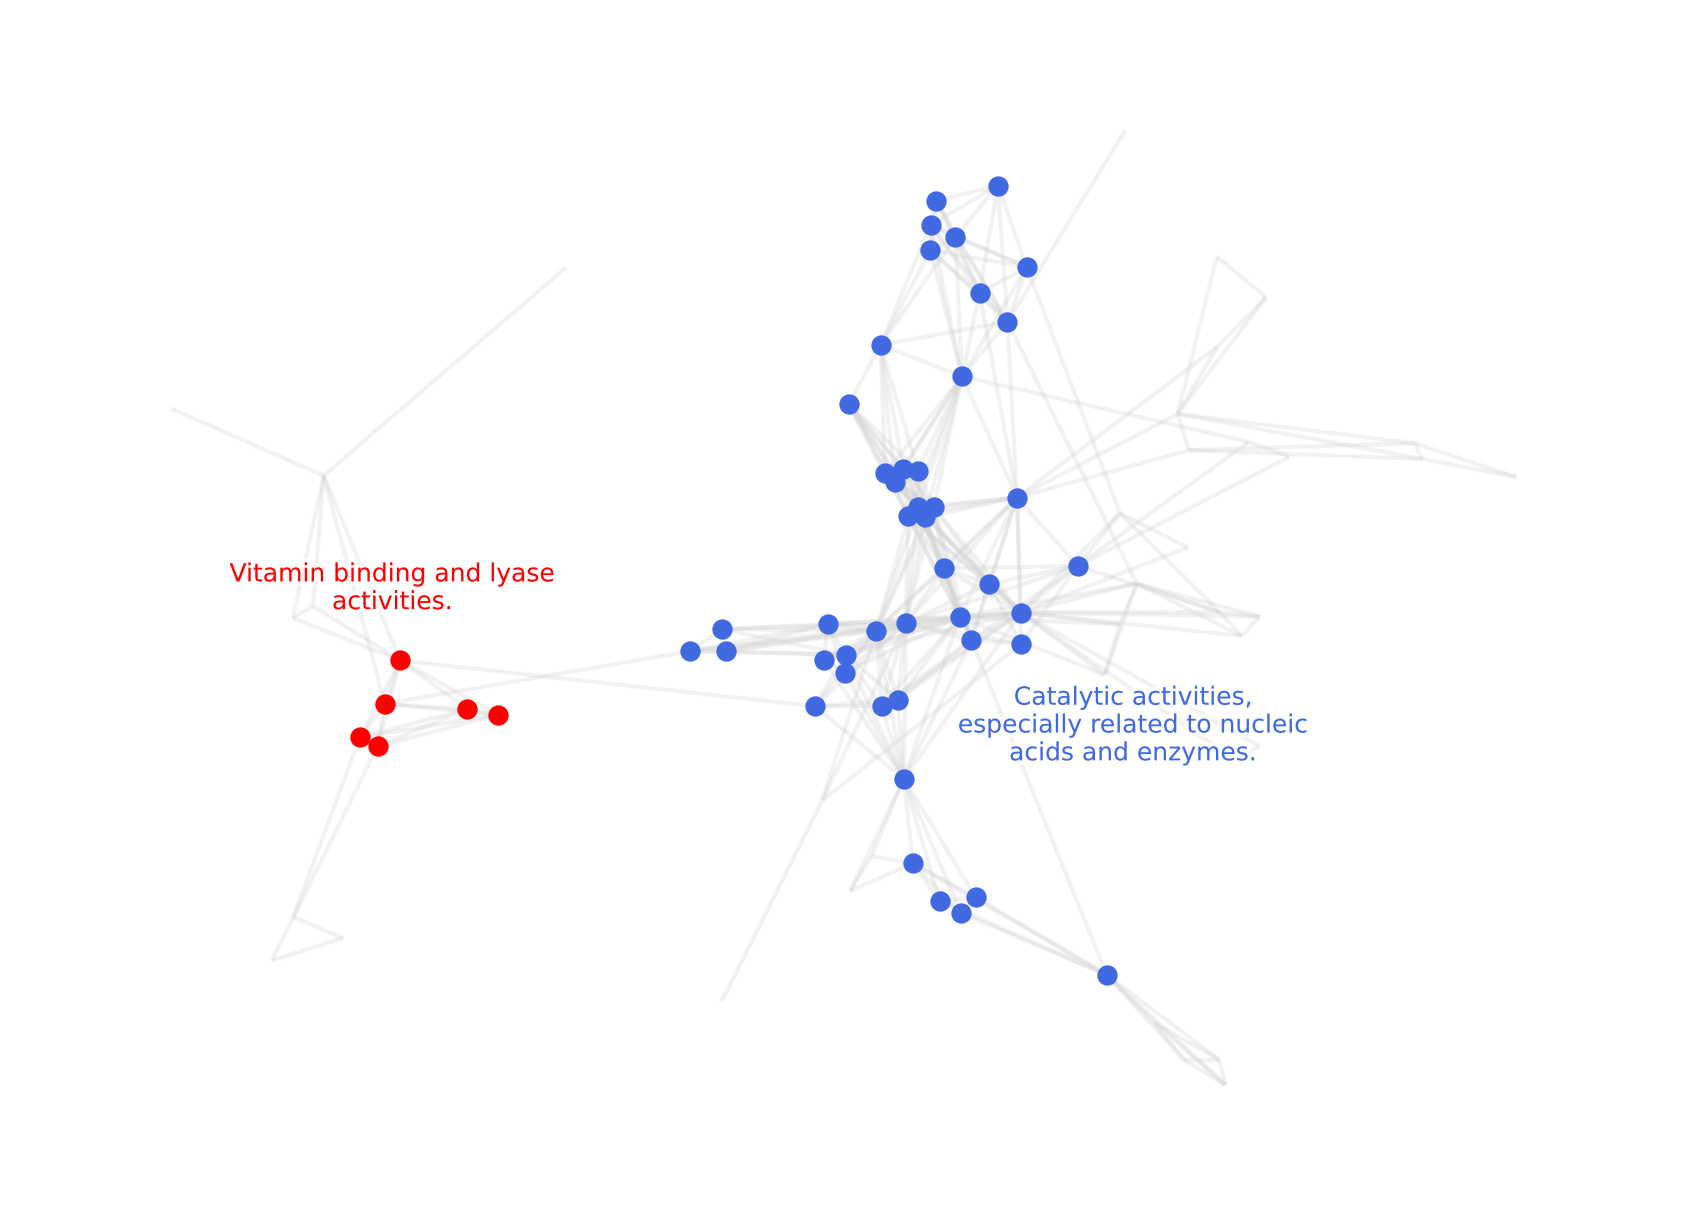 Vitamin binding and lyase
activities.
Catalytic activities,
especially related to nucleic
acids and enzymes.